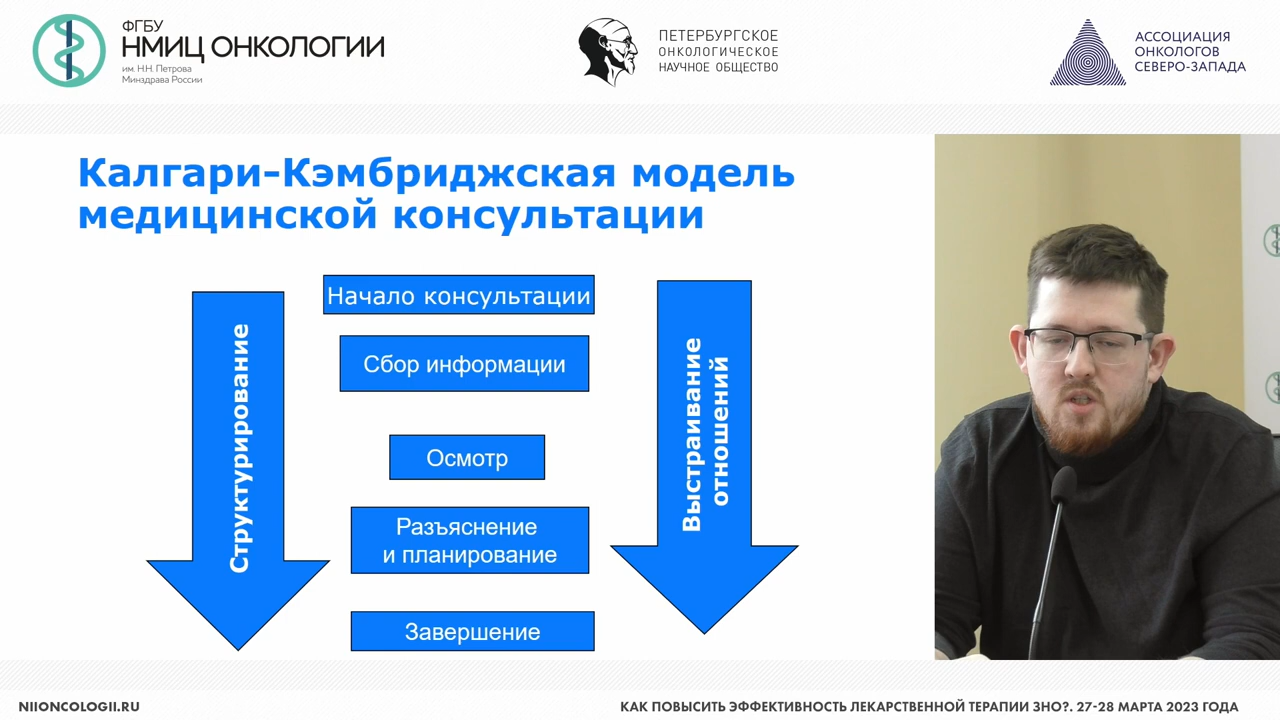 ФГБУ
НМИЦ ОНКОЛОГИИ
им. Н.Н. Петрова
Минздрава России
ПЕТЕРБУРГСКОЕ
ОНКОЛОГИЧЕСКОЕ
НАУЧНОЕ ОБЩЕСТВО
АССОЦИАЦИЯ
ОНКОЛОГОВ
СЕВЕРО-ЗАПАДА
Калгари-Кэмбриджская модель
медицинской консультации
Структурирование
Начало консультации
Сбор информации
Осмотр
Разъяснение
и планирование
Завершение
Выстраивание
отношений
NIIONCOLOGII.RU
КАК ПОВЫСИТЬ ЭФФЕКТИВНОСТЬ ЛЕКАРСТВЕННОЙ ТЕРАПИИ ЗНО?. 27-28 МАРТА 2023 ГОДА